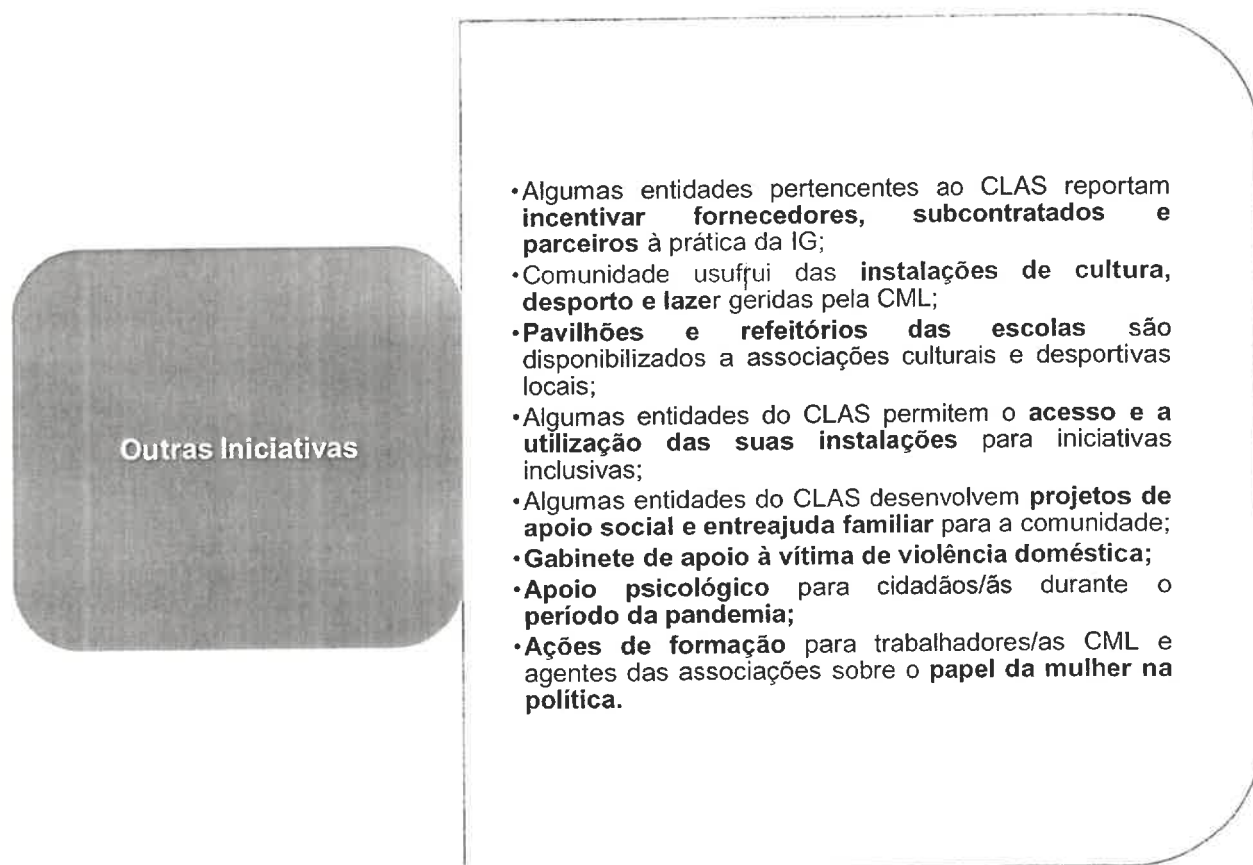 Outras Iniciativas
•Algumas entidades pertencentes ao CLAS reportam
incentivar fornecedores, subcontratados e
parceiros à prática da IG;
•Comunidade usufrui das instalações de cultura,
desporto e lazer geridas pela CML;
•Pavilhões e refeitórios das escolas são
disponibilizados a associações culturais e desportivas
locais;
•Algumas entidades do CLAS permitem o acesso e a
utilização das suas instalações para iniciativas
inclusivas;
•Algumas entidades do CLAS desenvolvem projetos de
apoio social e entreajuda familiar para a comunidade;
•Gabinete de apoio à vítima de violência doméstica;
•Apoio psicológico para cidadãos/ãs durante o
período da pandemia;
•Ações de formação para trabalhadores/as CML e
agentes das associações sobre o papel da mulher na
política.